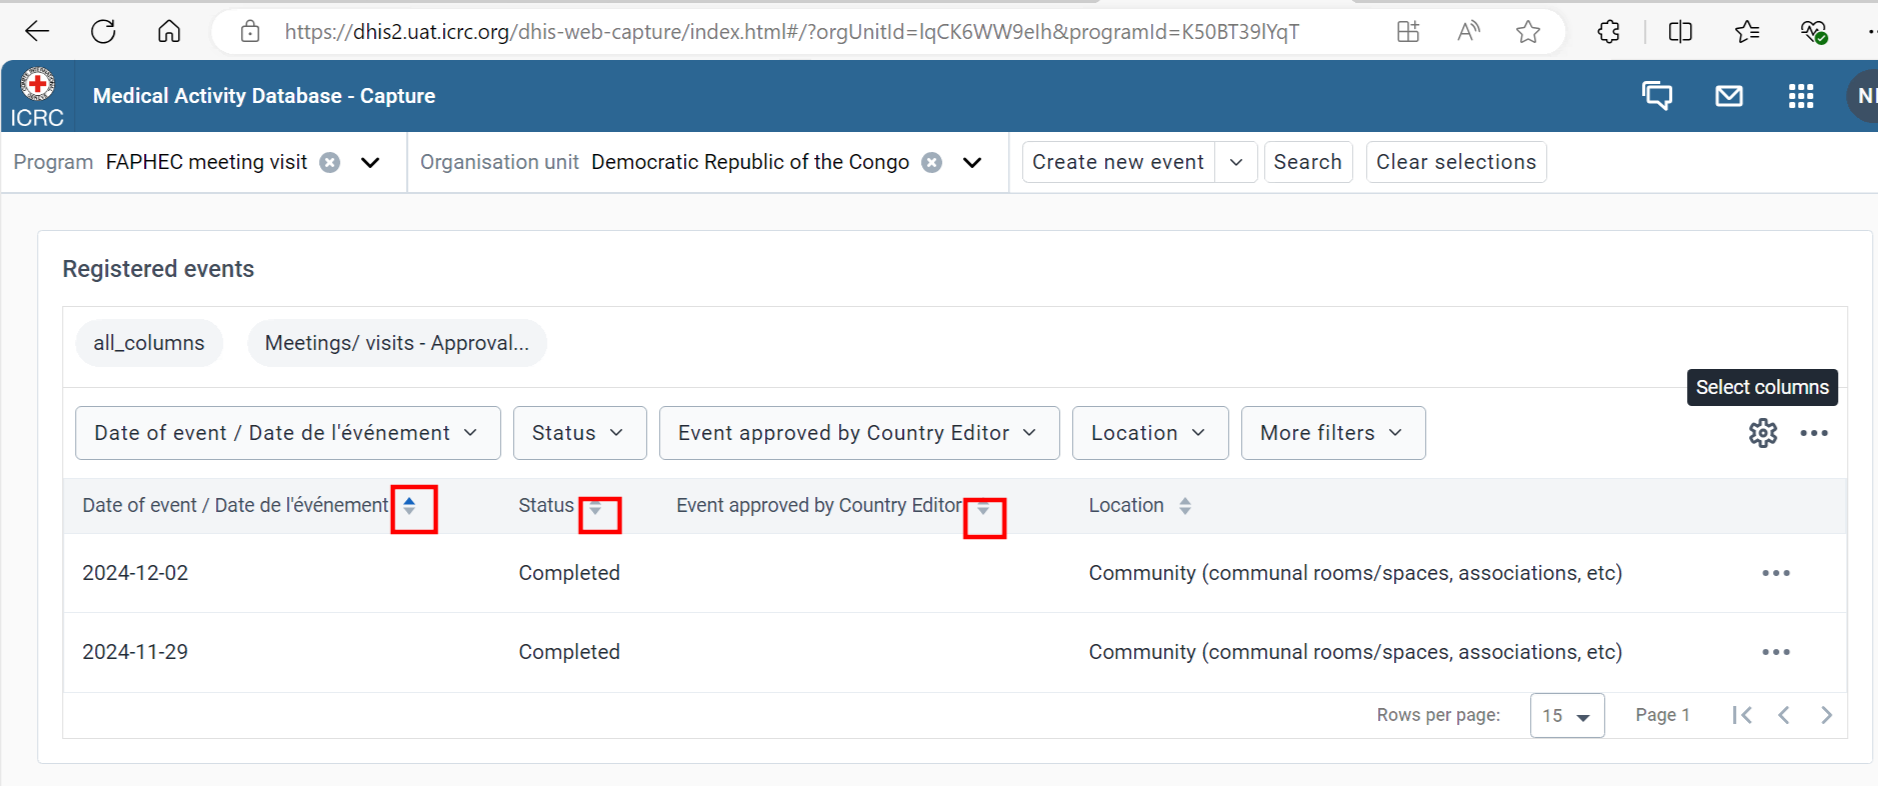 https://dhis2.uat.icrc.org/dhis-web-capture/index.html#/?orgUnitId=lqCK6WW9eIh&programId=K50BT39lYqT
ICRC
Medical Activity Database - Capture
Program FAPHEC meeting visit
Organisation unit Democratic Republic of the Congo
Create new event
Search
Clear selections
Registered events
all_columns
Meetings/ visits - Approval...
Select columns
Date of event / Date de l'événement
Status
Event approved by Country Editor
Location
More filters
Date of event / Date de l'événement Status Event approved by Country Editor Location
2024-12-02 Completed Community (communal rooms/spaces, associations, etc)
2024-11-29 Completed Community (communal rooms/spaces, associations, etc)
Rows per page: 15 Page 1